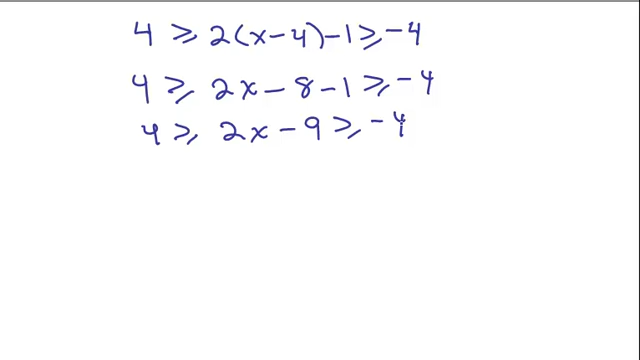 4 ≥ 2(x-4)-1 ≥ -4
4 ≥ 2x-8-1 ≥ -4
4 ≥ 2x-9 ≥ -4